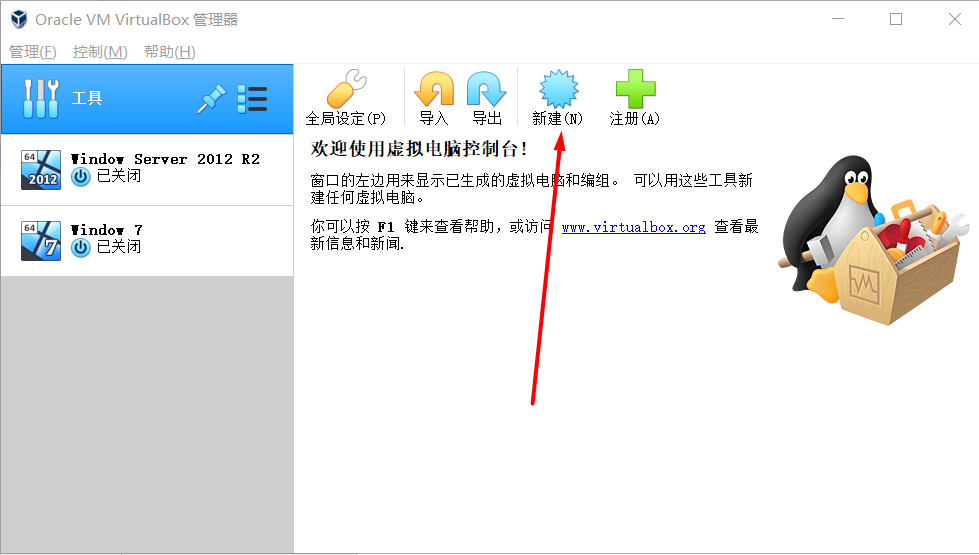 Oracle VM VirtualBox 管理器
管理(F) 控制(M) 帮助(H)
工具
全局设定(P) 导入 导出 新建(N) 注册(A)
64 2012 Window Server 2012 R2
已关闭
64 7 Window 7
已关闭
欢迎使用虚拟电脑控制台!
窗口的左边用来显示已生成的虚拟电脑和编组。 可以用这些工具新
建任何虚拟电脑。
你可以按 F1 键来查看帮助，或访问 www.virtualbox.org 查看最
新信息和新闻.